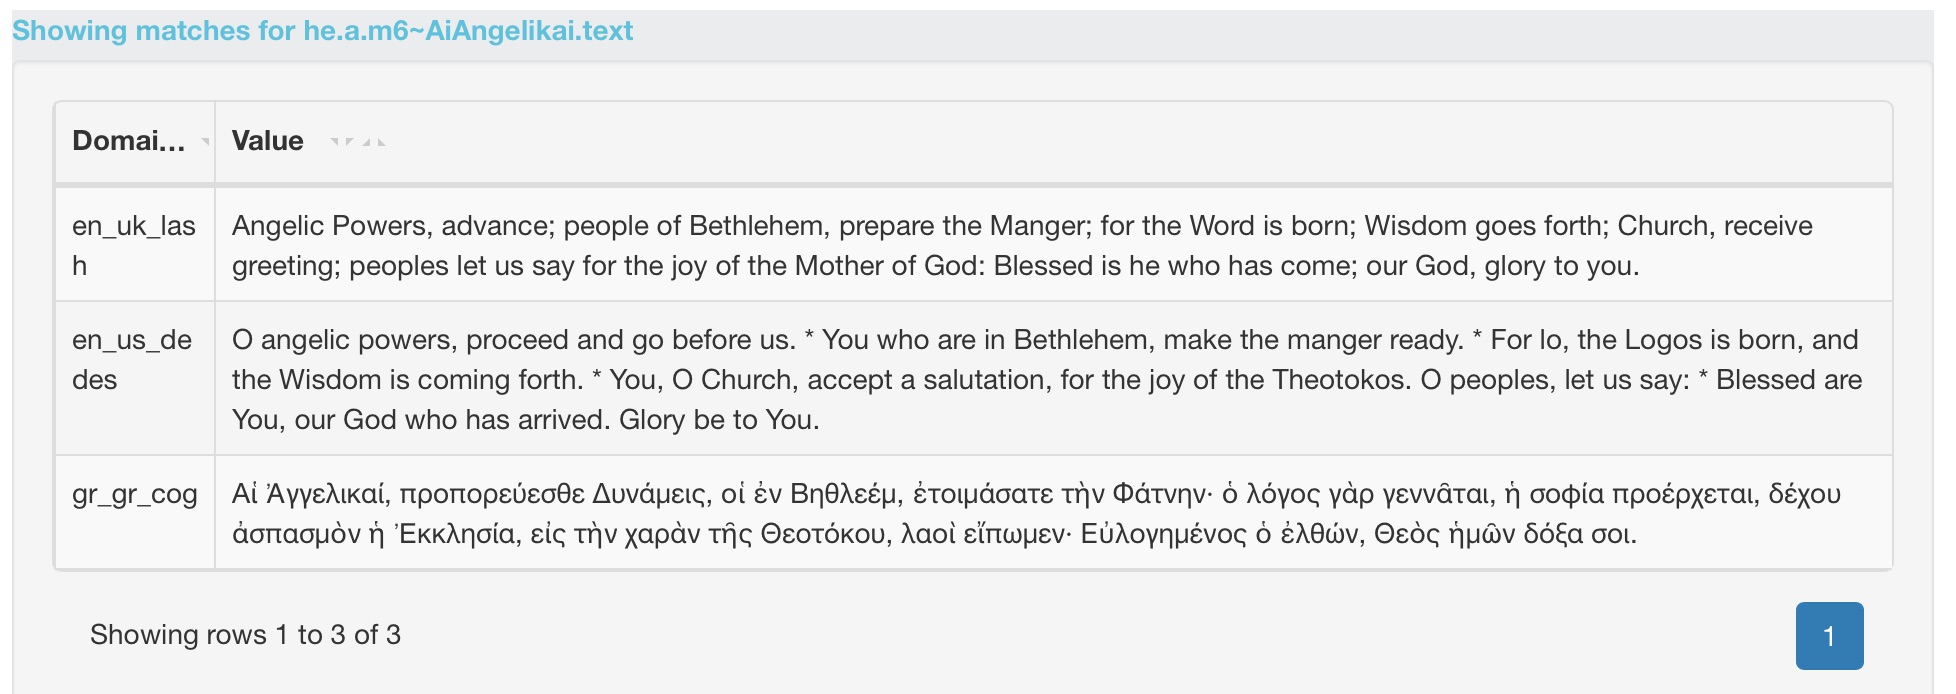 Showing matches for he.a.m6~AiAngelikai.text
Domai... Value
en_uk_las
h
Angelic Powers, advance; people of Bethlehem, prepare the Manger; for the Word is born; Wisdom goes forth; Church, receive
greeting; peoples let us say for the joy of the Mother of God: Blessed is he who has come; our God, glory to you.
en_us_de
des
O angelic powers, proceed and go before us. * You who are in Bethlehem, make the manger ready. * For lo, the Logos is born, and
the Wisdom is coming forth. * You, O Church, accept a salutation, for the joy of the Theotokos. O peoples, let us say: * Blessed are
You, our God who has arrived. Glory be to You.
gr_gr_cog
Αἱ Ἀγγελικαί, προπορεύεσθε Δυνάμεις, οἱ ἐν Βηθλεέμ, ἑτοιμάσατε τὴν Φάτνην· ὁ λόγος γὰρ γεννᾶται, ἡ σοφία προέρχεται, δέχου
ἀσπασμὸν ἡ Ἐκκλησία, εἰς τὴν χαρὰν τῆς Θεοτόκου, λαοὶ εἴπωμεν· Εὐλογημένος ὁ ἐλθών, Θεὸς ἡμῶν δόξα σοι.
Showing rows 1 to 3 of 3
1